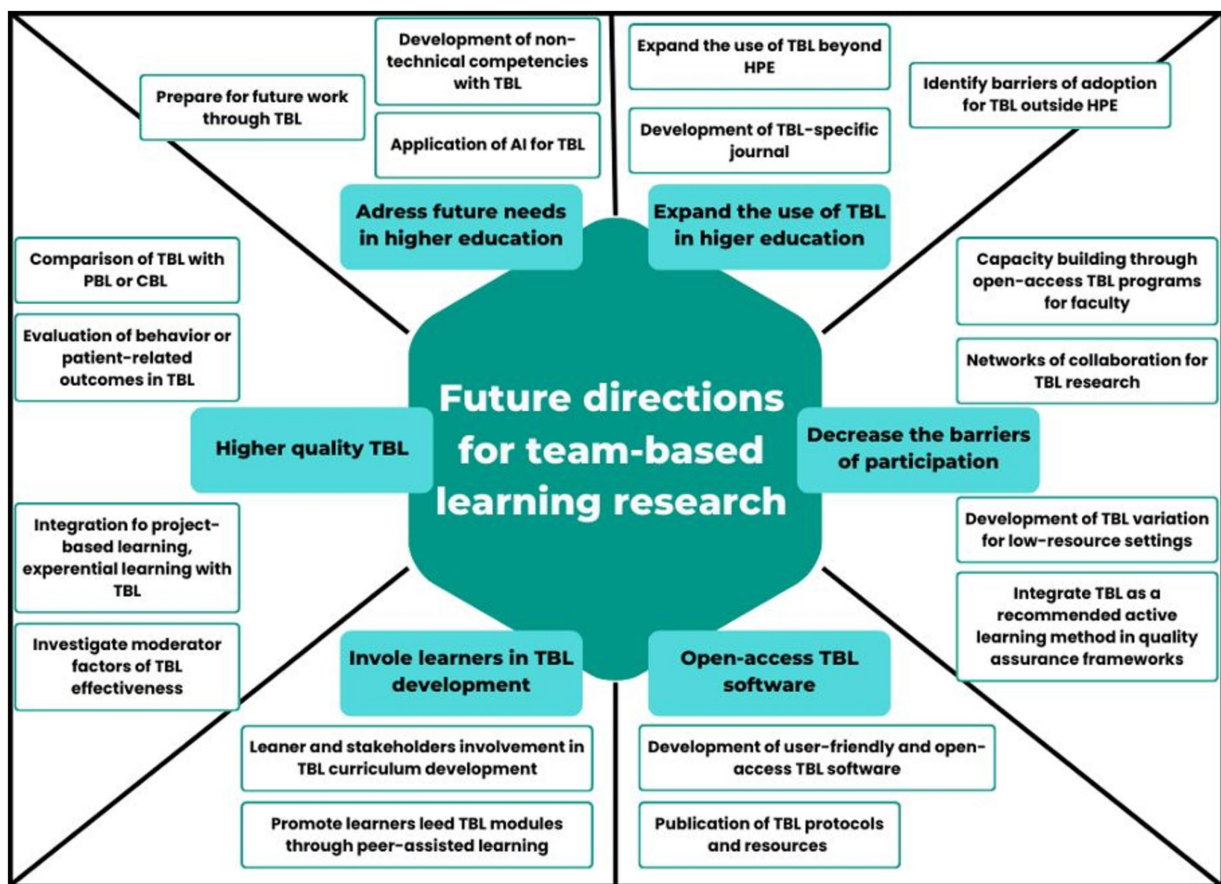 Development of non-
technical competencies
with TBL
Prepare for future work
through TBL
Application of AI for TBL
Adress future needs
in higher education
Expand the use of TBL beyond
HPE
Identify barriers of adoption
for TBL outside HPE
Development of TBL-specific
journal
Expand the use of TBL
in higer education
Comparison of TBL with
PBL or CBL
Evaluation of behavior or
patient-related
outcomes in TBL
Higher quality TBL
Integration fo project-
based learning,
experential learning with
TBL
Investigate moderator
factors of TBL
effectiveness
Future directions
for team-based
learning research
Capacity building through
open-access TBL programs
for faculty
Networks of collaboration for
TBL research
Decrease the barriers
of participation
Development of TBL variation
for low-resource settings
Integrate TBL as a
recommended active
learning method in quality
assurance frameworks
Invole learners in TBL
development
Leaner and stakeholders involvement in
TBL curriculum development
Promote learners leed TBL modules
through peer-assisted learning
Open-access TBL
software
Development of user-friendly and open-
access TBL software
Publication of TBL protocols
and resources